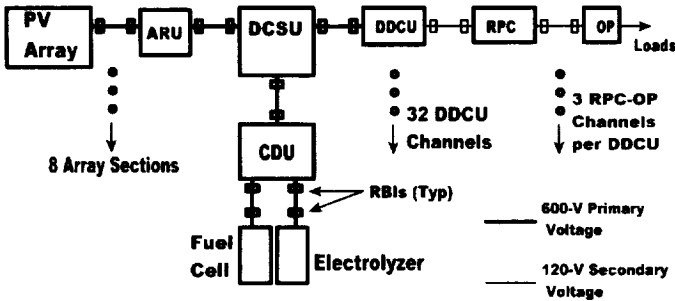 PV
Array
ARU
DCSU
DDCU
RPC
OP
Loads
8 Array Sections
32 DDCU
Channels
3 RPC-OP
Channels
per DDCU
CDU
RBIs (Typ)
Fuel
Cell
Electrolyzer
600-V Primary
Voltage
120-V Secondary
Voltage